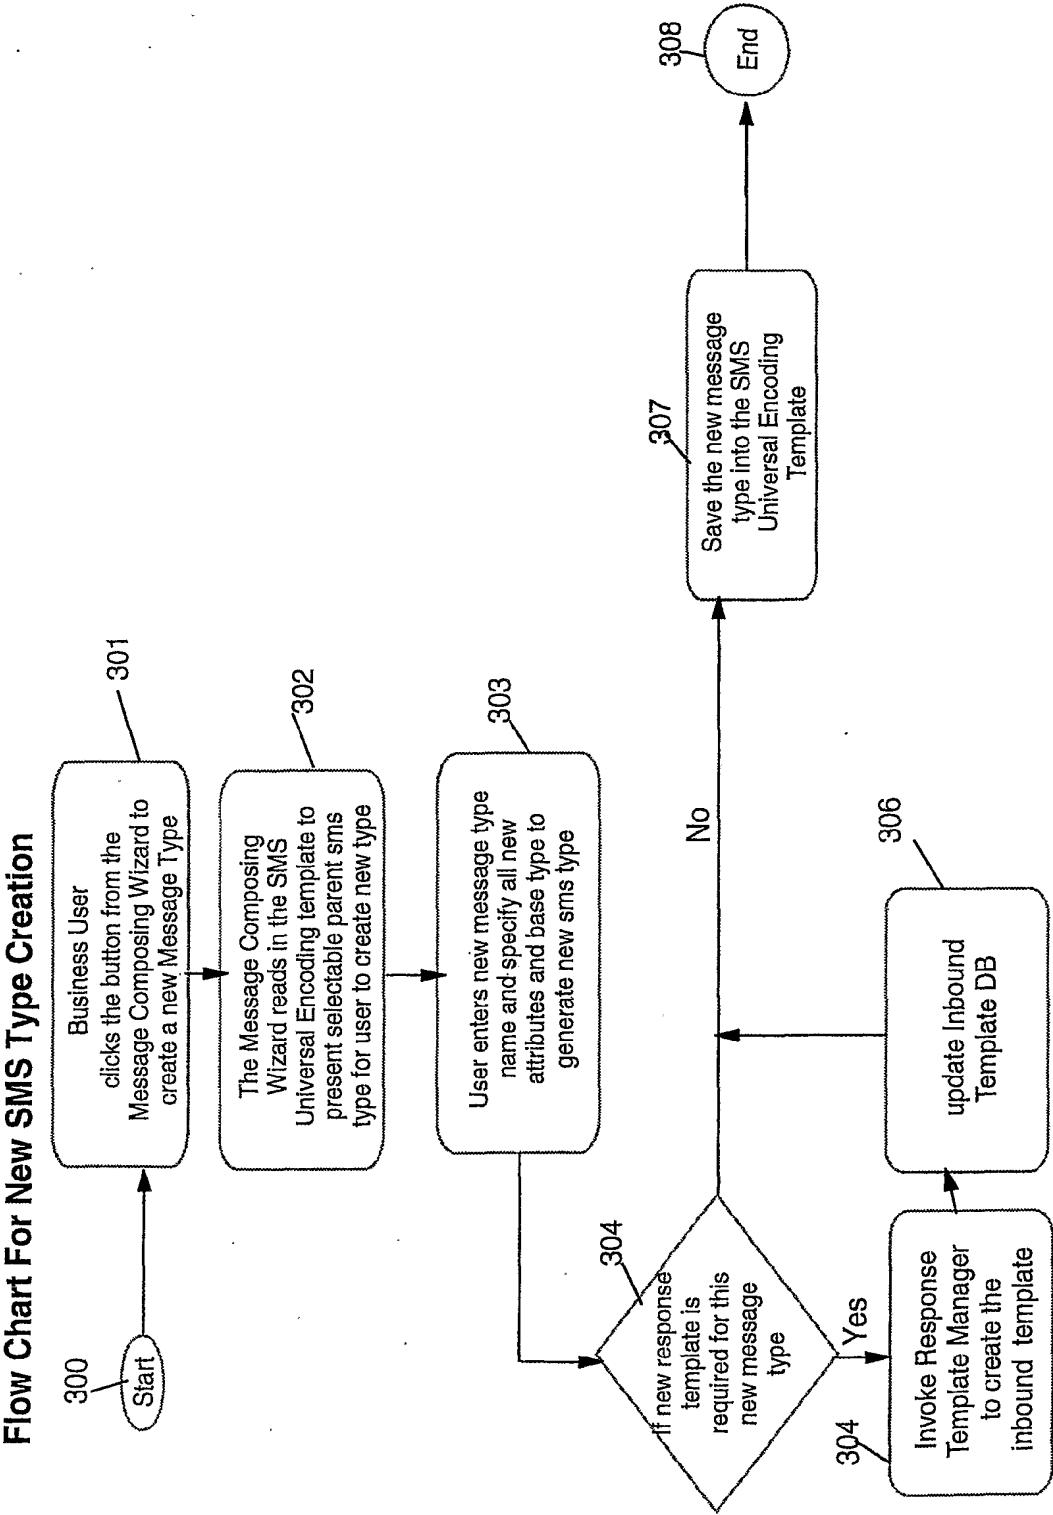 Flow Chart For New SMS Type Creation
300
Start
301
Business User
clicks the button from the
Message Composing Wizard to
create a new Message Type
302
The Message Composing
Wizard reads in the SMS
Universal Encoding template to
present selectable parent sms
type for user to create new type
303
User enters new message type
name and specify all new
attributes and base type to
generate new sms type
304
If new response
template is
required for this
new message
type
Yes
No
304
Invoke Response
Template Manager
to create the
inbound template
306
update Inbound
Template DB
307
Save the new message
type into the SMS
Universal Encoding
Template
308
End